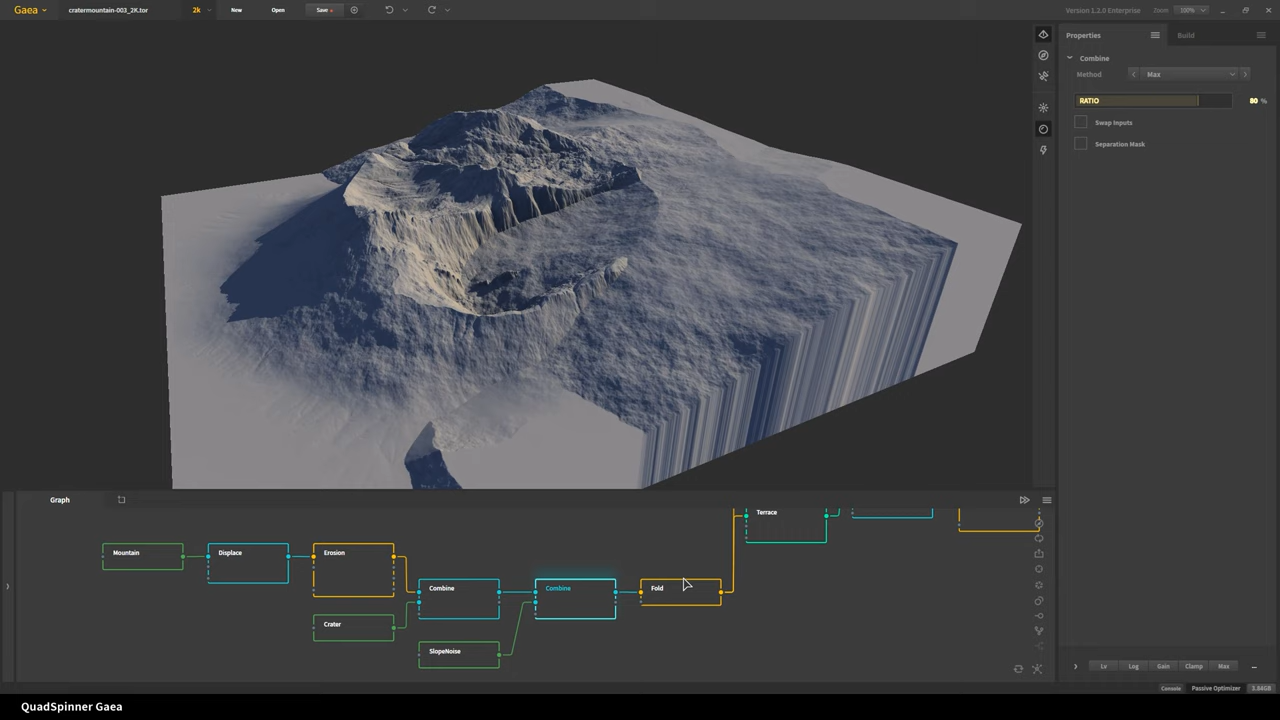 Gaea
cratermountain-003_2K.tor
2k
New
Open
Save
Version 1.2.0 Enterprise
Zoom
100%
Properties
Build
Combine
Method
Max
RATIO
80 %
Swap Inputs
Separation Mask
Graph
Terrace
Mountain
Displace
Erosion
Combine
Combine
Fold
Crater
SlopeNoise
Lv
Log
Gain
Clamp
Max
Console
Passive Optimizer
3.84GB
QuadSpinner Gaea